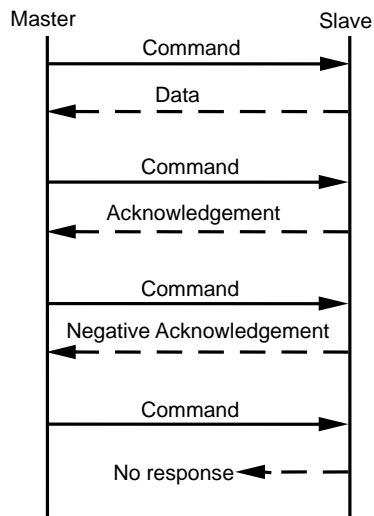 Master
Slave
Command
Data
Command
Acknowledgement
Command
Negative Acknowledgement
Command
No response